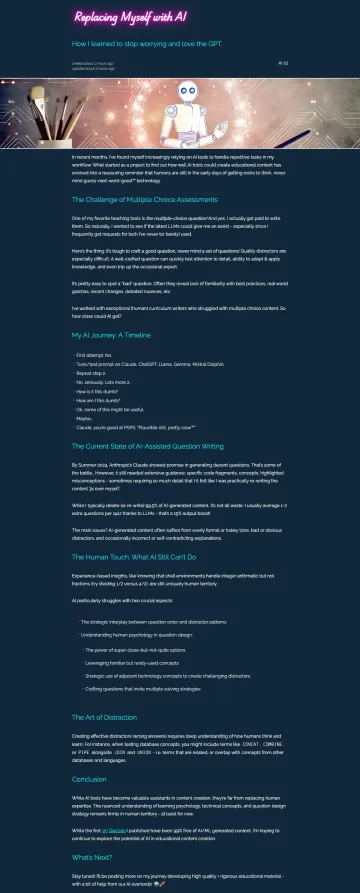 Replacing Myself with AI
How I learned to stop worrying and love the GPT.
AI (1)
In recent months, I've found myself increasingly relying on AI tools to handle repetitive tasks in my
workflow. What started as a project to find out how well AI tools could create educational content has
evolved into a reassuring reminder that humans are still in the early days of getting rocks to think, never
mind guess-next-word-good™ technology.
The Challenge of Multiple Choice Assessments
One of my favorite teaching tools is the multiple-choice question! And yes, I actually get paid to write
them. So naturally, I wanted to see if the latest LLMs could give me an assist - especially since I
frequently get requests for tech I've never (or barely) used.
Here's the thing: it's tough to craft a good question, never mind a set of questions! Quality distractors are
especially difficult. A well-crafted question can quickly test attention to detail, ability to adapt & apply
knowledge, and even trip up the occasional expert.
It's pretty easy to spot a "bad" question: Often they reveal lack of familiarity with best practices, real world
gotchas, recent changes, debated nuances, etc.
I've worked with exceptional (human) curriculum writers who struggled with multiple choice content. So
how close could AI get?
My AI Journey: A Timeline
First attempt: No.
Tune/test prompt on Claude, ChatGPT, Llama, Gemma, Mistral Dolphin.
Repeat step 2.
No, seriously. Lots more 2.
How is it this dumb?
How am I this dumb?
Ok, some of this might be useful.
Maybe...
Claude, you're good at PSPS: "Plausible shit, pretty slow™"
The Current State of AI-Assisted Question Writing
By Summer 2024, Anthropic's Claude showed promise in generating decent questions. That's some of
the battle... However, it still needed extensive guidance: specific code fragments, concepts, highlighted
misconceptions - sometimes requiring so much detail that it felt like I was practically re-writing the
content 3x over myself.
While I typically delete (or re-write) 99.5% of AI-generated content, it's not all waste. I usually average 1-2
extra questions per quiz thanks to LLMs - that's a 15% output boost!
The main issues? AI-generated content often suffers from overly formal or hokey tone, bad or obvious
distractors, and occasionally incorrect or self-contradicting explanations.
The Human Touch: What AI Still Can't Do
Experience-based insights, like knowing that shell environments handle integer arithmetic but not
fractions (try dividing 1/2 versus 4/2), are still uniquely human territory.
AI particularly struggles with two crucial aspects:
The strategic interplay between question order and distractor patterns
Understanding human psychology in question design:
The power of super-close-but-not-quite options
Leveraging familiar but rarely-used concepts
Strategic use of adjacent technology concepts to create challenging distractors
Crafting questions that invite multiple solving strategies
The Art of Distraction
Creating effective distractors (wrong answers) requires deep understanding of how humans think and
learn. For instance, when testing database concepts, you might include terms like CONCAT, COMBINE,
or PIPE alongside JOIN and UNION - i.e. terms that are related, or overlap with concepts from other
databases and languages.
Conclusion
While AI tools have become valuable assistants in content creation, they're far from replacing human
expertise. The nuanced understanding of learning psychology, technical concepts, and question design
strategy remains firmly in human territory - at least for now.
While the first Quizzes I published have been 99% free of AI/ML generated content, I'm hoping to
continue to explore the potential of AI in educational content creation.
What's Next?
Stay tuned! I'll be posting more on my journey developing high quality + rigorous educational material -
with a bit of help from our AI overlords!